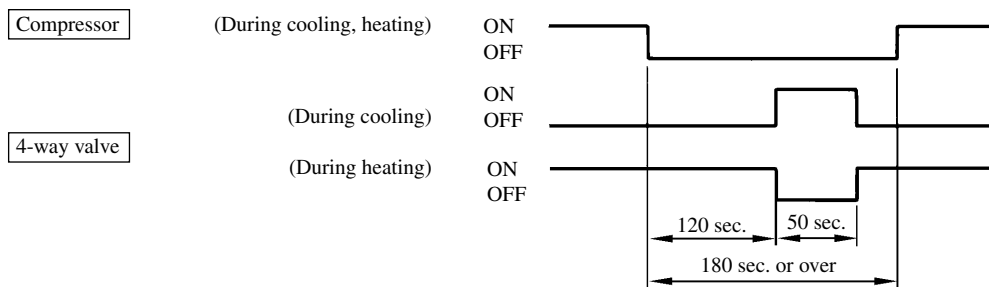 Compressor (During cooling, heating) ON
OFF
ON
(During cooling) OFF
4-way valve
(During heating) ON
OFF
120 sec. 50 sec.
180 sec. or over